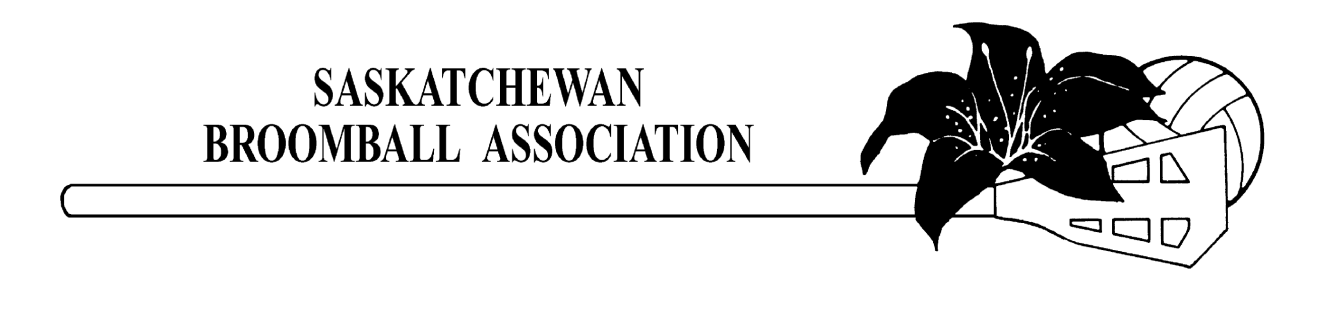 SASKATCHEWAN
BROOMBALL ASSOCIATION